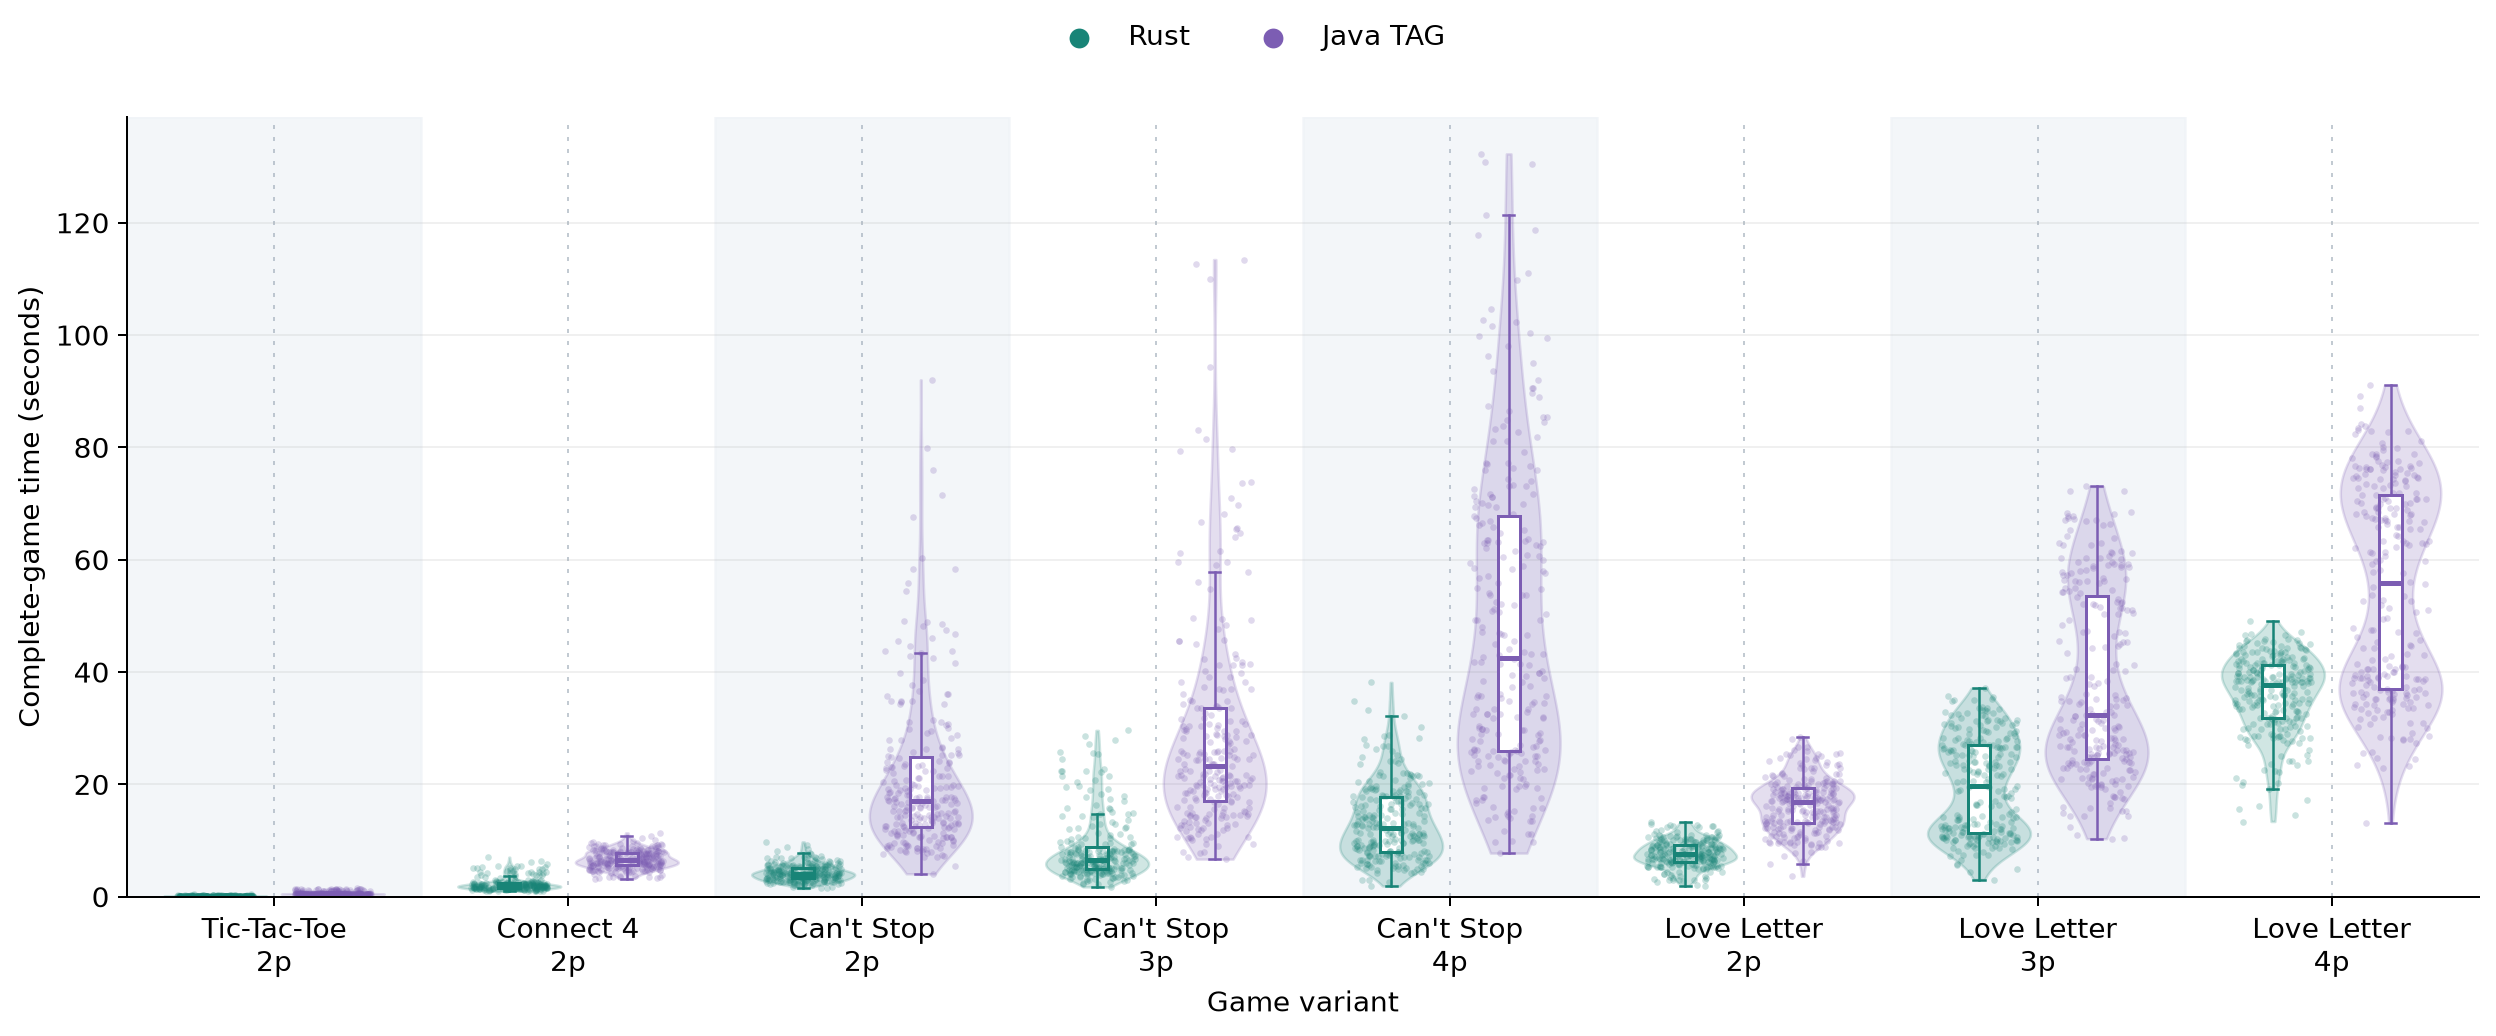 Rust Java TAG
Complete-game time (seconds)
120
100
80
60
40
20
0
Tic-Tac-Toe Connect 4 Can't Stop Can't Stop Can't Stop Love Letter Love Letter Love Letter
2p 2p 2p 3p 4p 2p 3p 4p
Game variant